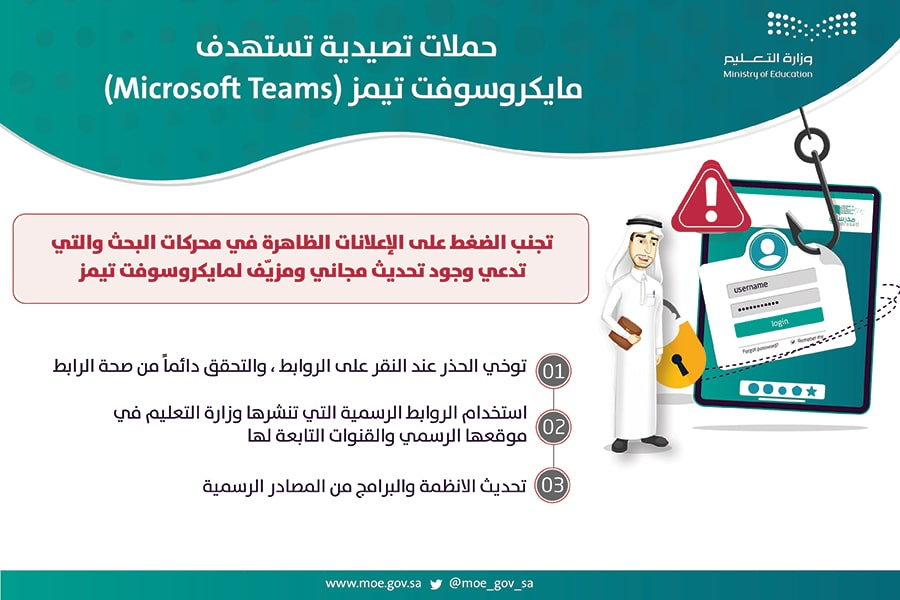 وزارة التعليم
Ministry of Education
حملات تصيدية تستهدف
مايكروسوفت تيمز (Microsoft Teams)
تجنب الضغط على الإعلانات الظاهرة في محركات البحث والتي
تدعي وجود تحديث مجاني ومزيّف لمايكروسوفت تيمز
01 توخي الحذر عند النقر على الروابط ، والتحقق دائماً من صحة الرابط
02 استخدام الروابط الرسمية التي تنشرها وزارة التعليم في
موقعها الرسمي والقنوات التابعة لها
03 تحديث الانظمة والبرامج من المصادر الرسمية
username
login
Forgot password?
Remember me
www.moe.gov.sa @moe_gov_sa